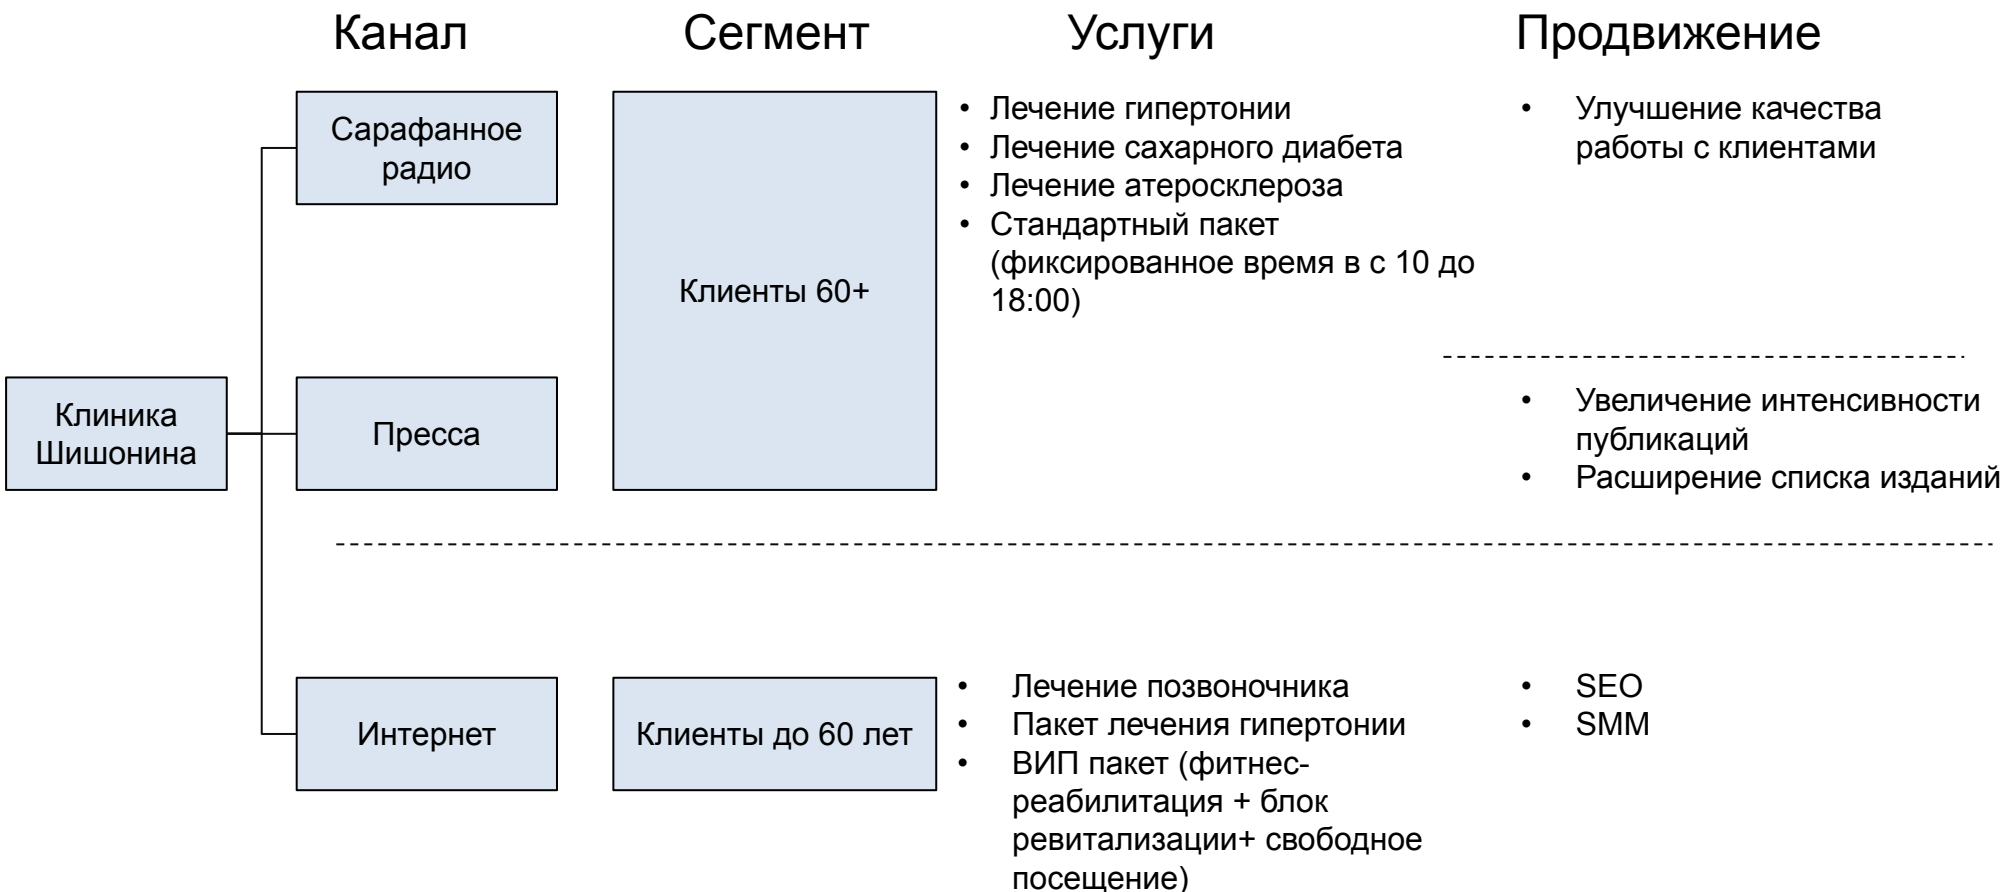 Канал
Сегмент
Услуги
Продвижение
Сарафанное
радио
Клиенты 60+
• Лечение гипертонии
• Лечение сахарного диабета
• Лечение атеросклероза
• Стандартный пакет
(фиксированное время в с 10 до
18:00)
• Улучшение качества
работы с клиентами
Клиника
Шишонина
Пресса
• Увеличение интенсивности
публикаций
• Расширение списка изданий
Интернет
Клиенты до 60 лет
• Лечение позвоночника
• Пакет лечения гипертонии
• ВИП пакет (фитнес-
реабилитация + блок
ревитализации+ свободное
посещение)
• SEO
• SMM